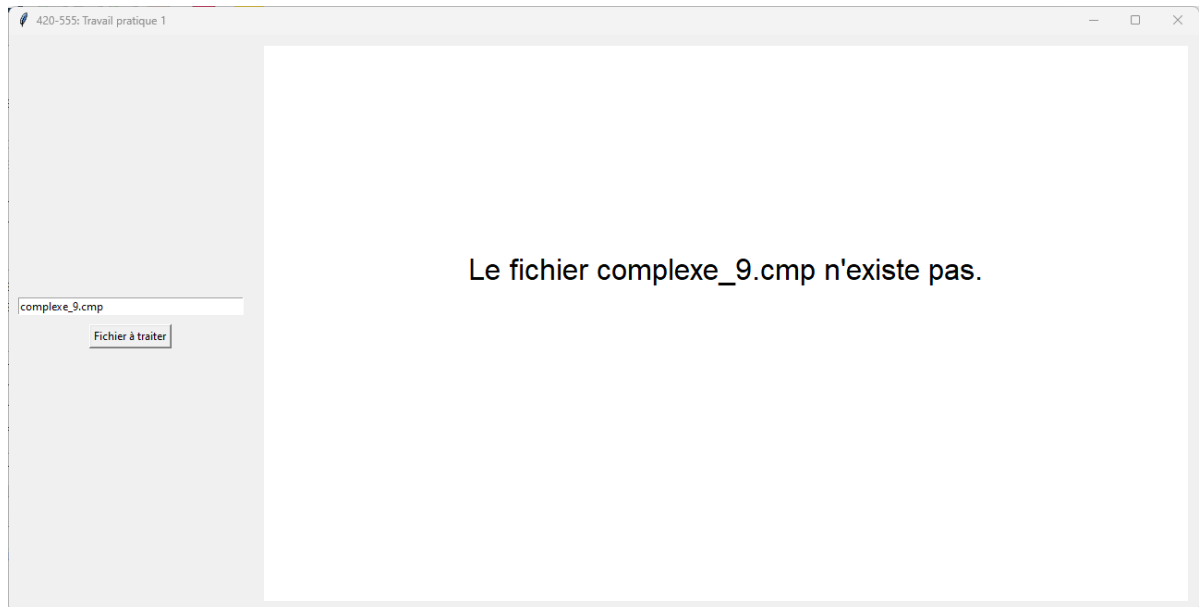 420-555: Travail pratique 1
Le fichier complexe_9.cmp n'existe pas.
complexe_9.cmp
Fichier à traiter